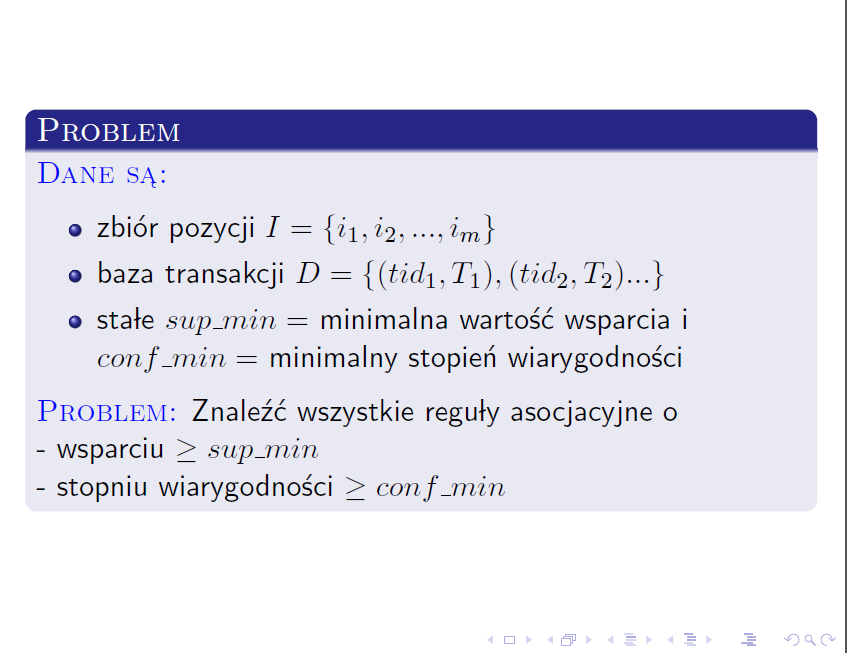 PROBLEM
DANE SĄ:
zbiór pozycji I = {i₁, i₂, ..., iₘ}
baza transakcji D = {(tid₁, T₁), (tid₂, T₂)...}
stałe sup_min = minimalna wartość wsparcia i
conf_min = minimalny stopień wiarygodności
PROBLEM: Znaleźć wszystkie reguły asocjacyjne o
- wsparciu ≥ sup_min
- stopniu wiarygodności ≥ conf_min